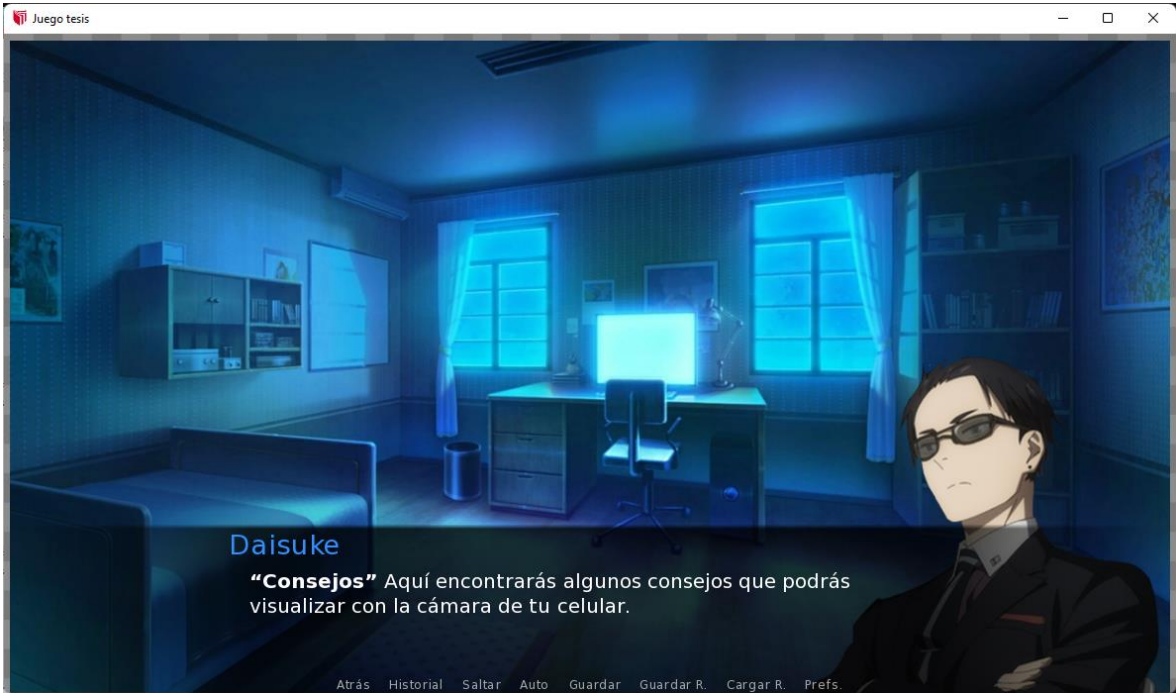 Juego tesis
Daisuke
“Consejos” Aquí encontrarás algunos consejos que podrás
visualizar con la cámara de tu celular.
Atrás Historial Saltar Auto Guardar Guardar R. Cargar R. Prefs.